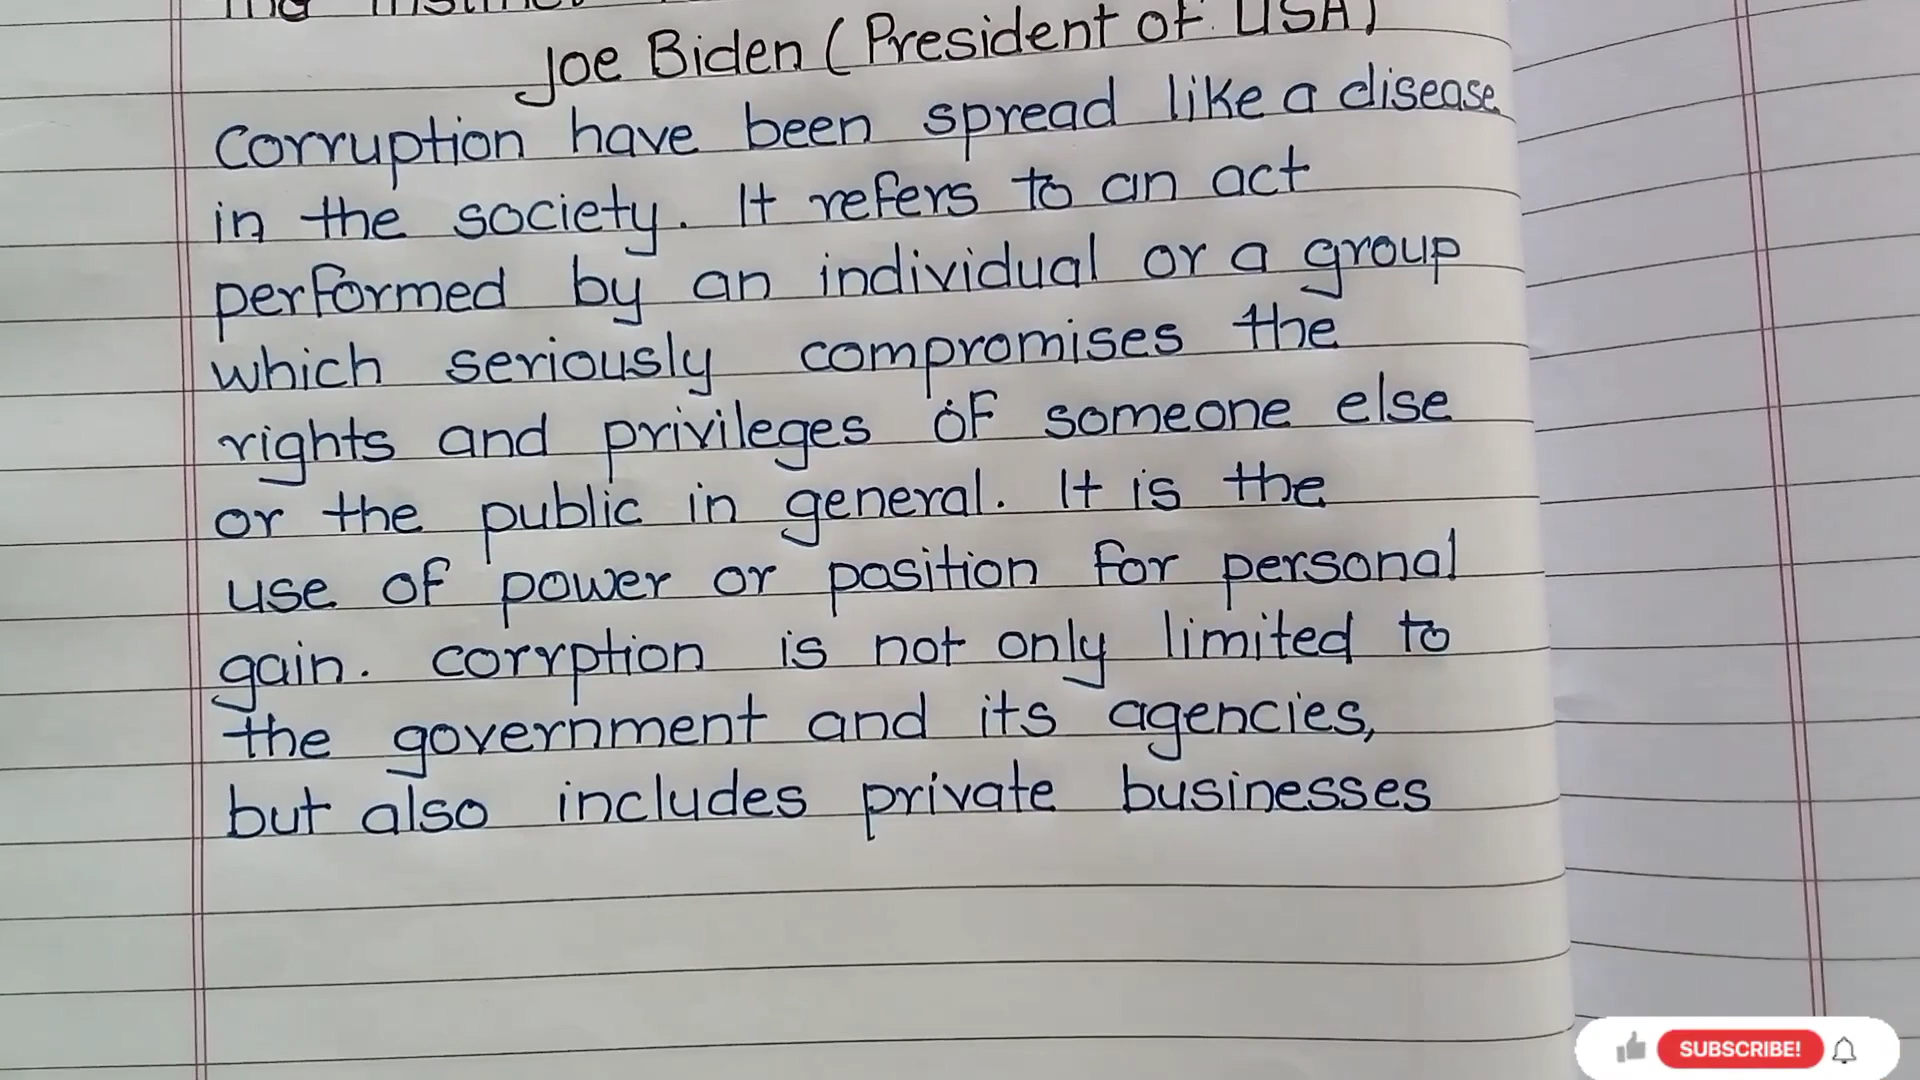 Joe Biden (President of USA)
Corruption have been spread like a disease
in the society. It refers to an act
performed by an individual or a group
which seriously compromises the
rights and privileges of someone else
or the public in general. It is the
use of power or position for personal
gain. corrption is not only limited to
the government and its agencies,
but also includes private businesses
SUBSCRIBE!